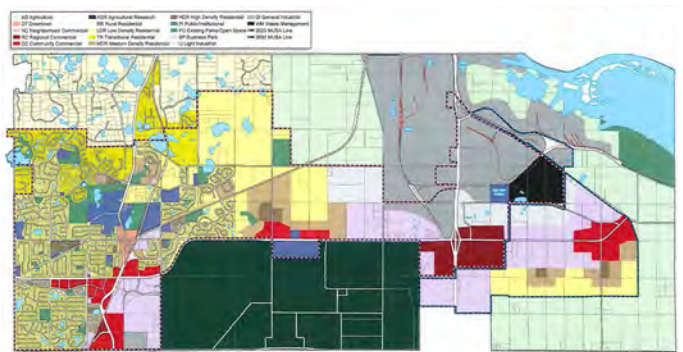 AG Agriculture
DT Downtown
NC Neighborhood Commercial
RC Regional Commercial
CC Community Commercial
AGR Agricultural Research
RR Rural Residential
LDR Low Density Residential
TR Transitional Residential
MDR Medium Density Residential
HDR High Density Residential
PI Public/Institutional
PO Existing Parks/Open Space
BP Business Park
LI Light Industrial
GI General Industrial
WM Waste Management
2020 MUSA Line